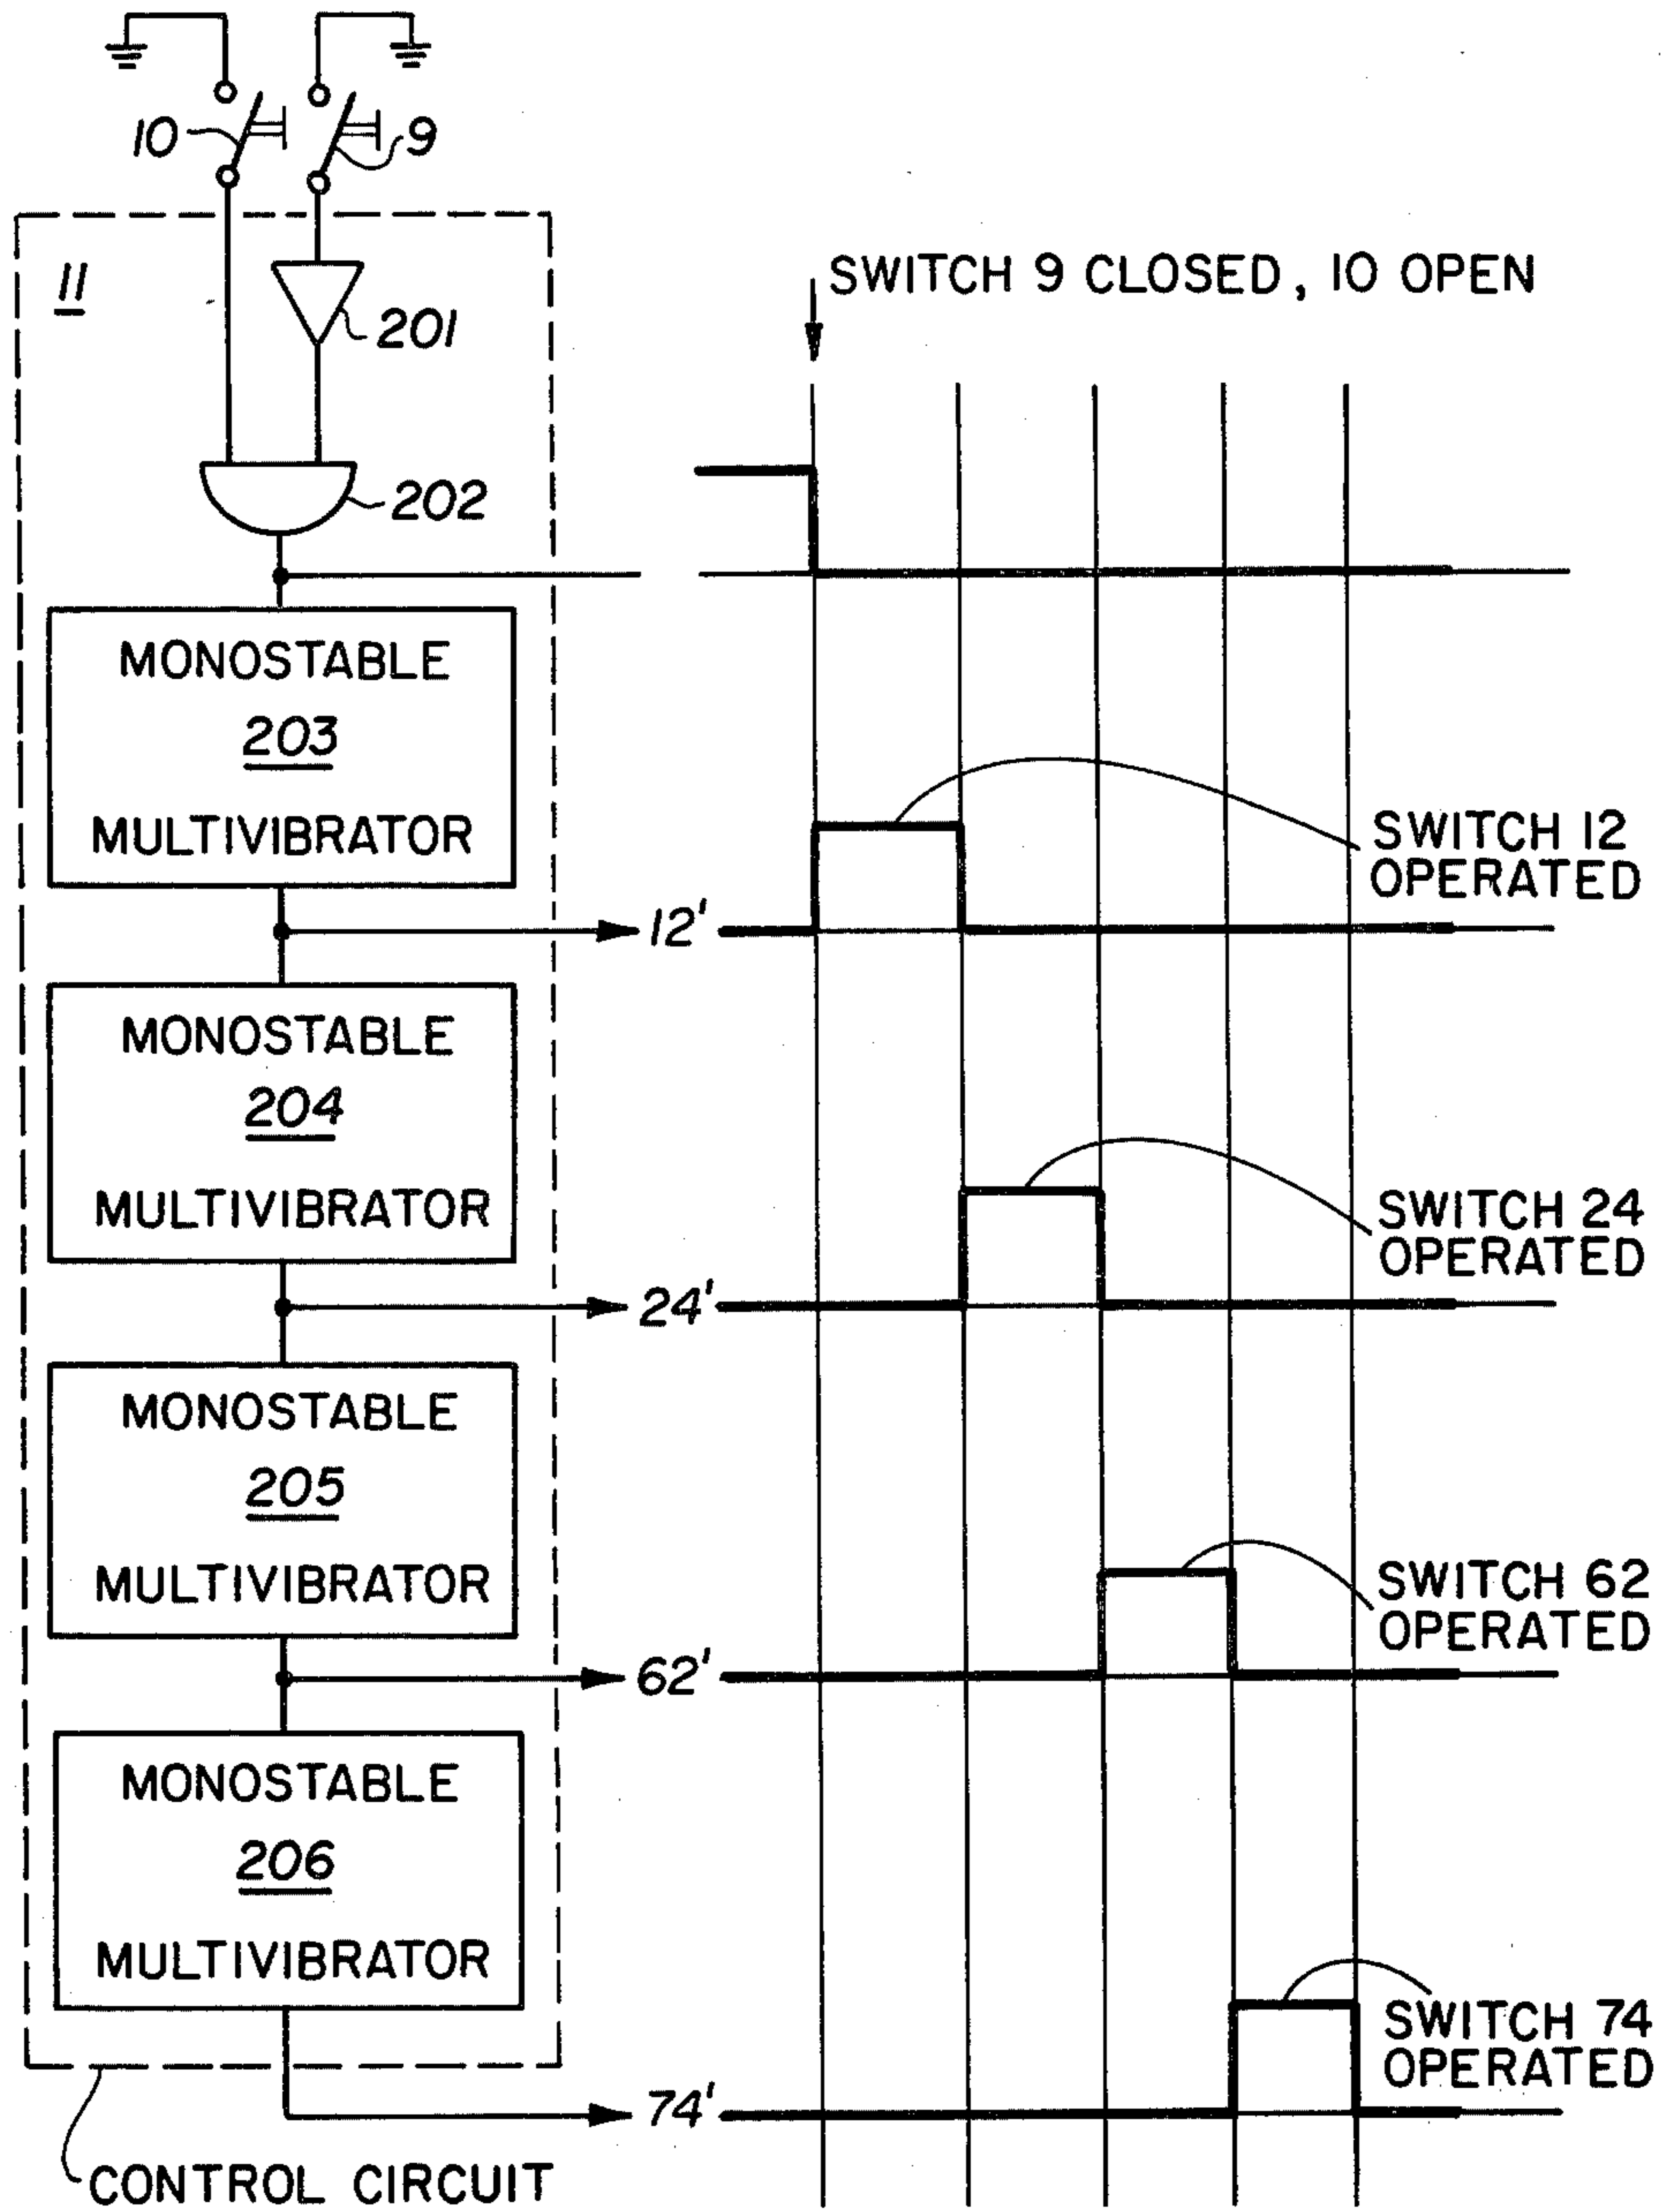 10
9
11
201
SWITCH 9 CLOSED, 10 OPEN
202
MONOSTABLE
203
MULTIVIBRATOR
SWITCH 12
OPERATED
12'
MONOSTABLE
204
MULTIVIBRATOR
SWITCH 24
OPERATED
24'
MONOSTABLE
205
MULTIVIBRATOR
SWITCH 62
OPERATED
62'
MONOSTABLE
206
MULTIVIBRATOR
SWITCH 74
OPERATED
74'
CONTROL CIRCUIT